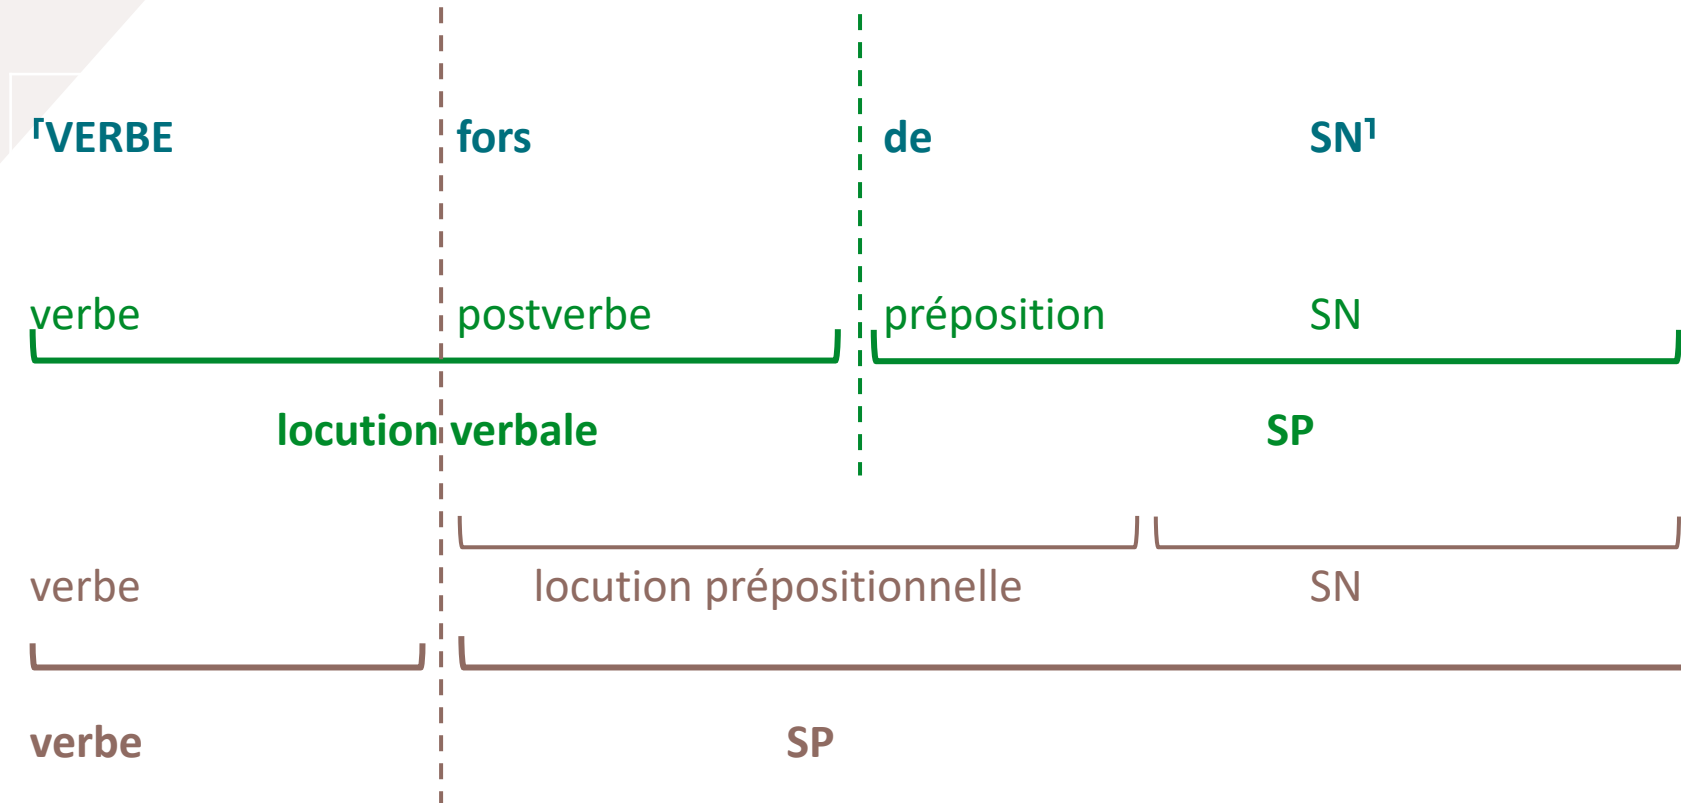 ⸢VERBE fors de SN⸣
verbe postverbe préposition SN
locution verbale SP
verbe locution prépositionnelle SN
verbe SP